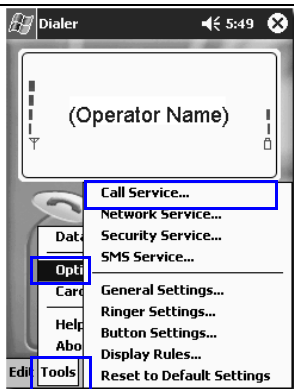 Dialer 5:49
(Operator Name)
Call Service...
Network Service...
Security Service...
SMS Service...
General Settings...
Ringer Settings...
Button Settings...
Display Rules...
Reset to Default Settings
Data
Opti
Card
Help
Abo
Edit Tools